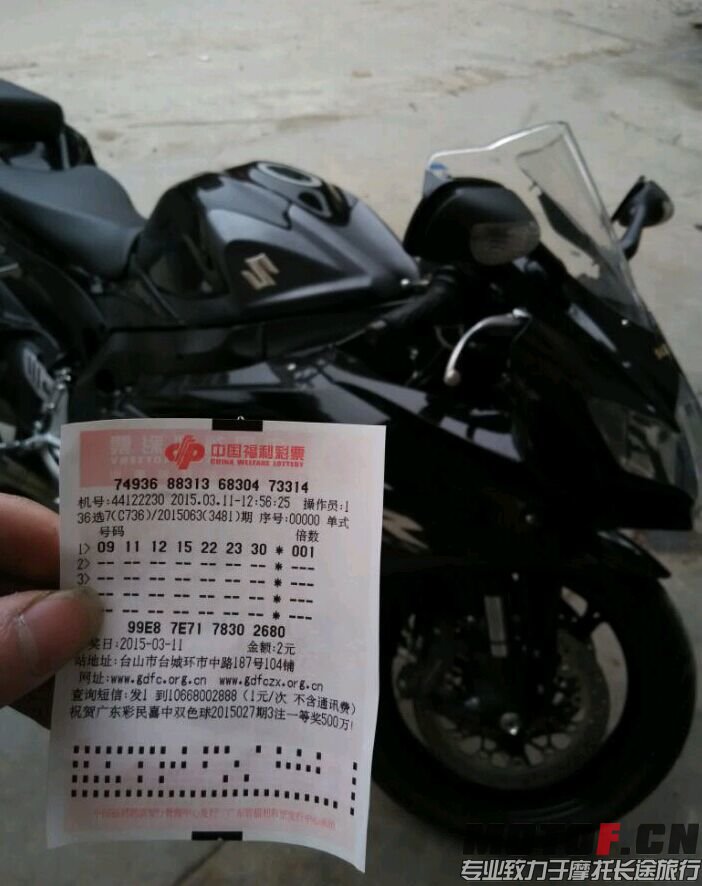 中国福利彩票
CHINA WELFARE LOTTERY
74936 88313 68304 73314
机号:44122230 2015.03.11-12:56:25 操作员:1
36选7(C736)/2015063(3481)期 序号:00000 单式
号码 倍数
1> 09 11 12 15 22 23 30 * 001
2> -- -- -- -- -- -- -- * ---
3> -- -- -- -- -- -- -- * ---
-- -- -- -- -- -- -- * ---
-- -- -- -- -- -- * ---
99E8 7E71 7830 2680
奖日:2015-03-11 金额:2元
站地址:台山市台城环市中路187号104铺
网址:www.gdfc.org.cn www.gdfczx.org.cn
查询短信:发1 到10668002888 (1元/次 不含通讯费)
祝贺广东彩民喜中双色球2015027期3注一等奖500万!
MOTOF.CN
专业致力于摩托长途旅行